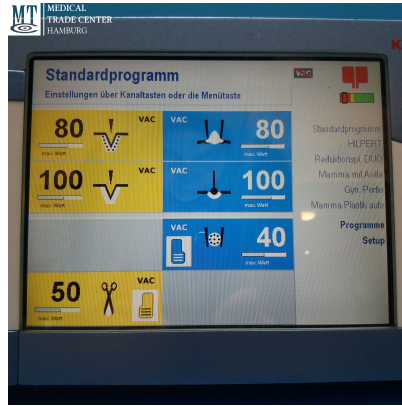 MT
MEDICAL
TRADE CENTER
HAMBURG
K
Standardprogramm
Einstellungen über Kanaltasten oder die Menütaste
VAC
80
VAC
max. Watt
VAC
80
max. Watt
100
max. Watt
100
max. Watt
VAC
40
max. Watt
50
VAC
max. Watt
Standardprogramm
HILPERT
Reduktionspl. DUO
Mamma mit Axilla
Gyn. Portio
Mamma Plastik auto
Programme
Setup